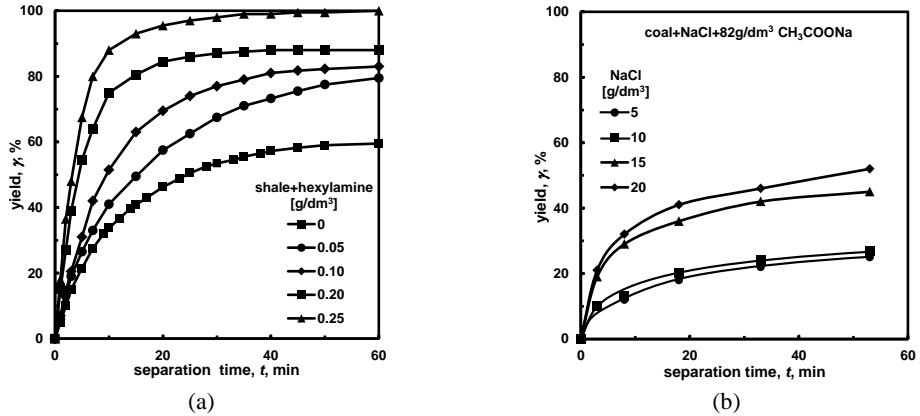 100
80
60
40
20
0
yield, γ, %
shale+hexylamine
[g/dm³]
0
0.05
0.10
0.20
0.25
0 20 40 60
separation time, t, min
(a)
100
80
60
40
20
0
yield, γ, %
coal+NaCl+82g/dm³ CH₃COONa
NaCl
[g/dm³]
5
10
15
20
0 20 40 60
separation time, t, min
(b)